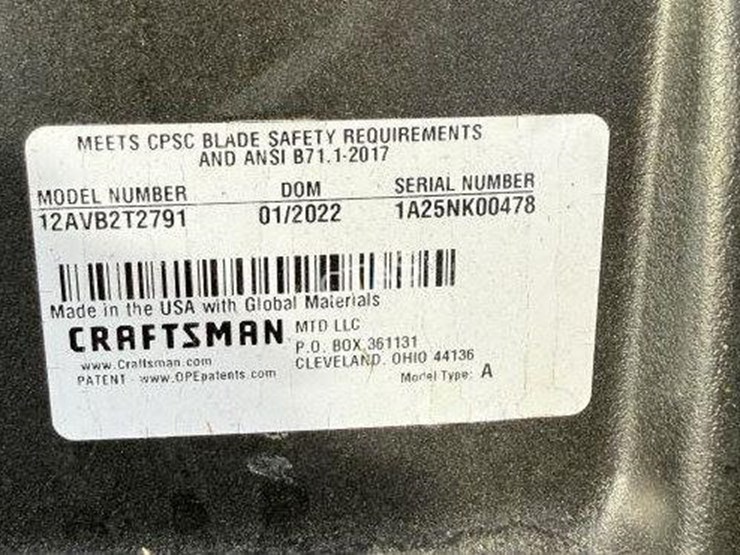 MEETS CPSC BLADE SAFETY REQUIREMENTS
AND ANSI B71.1-2017
MODEL NUMBER DOM SERIAL NUMBER
12AVB2T2791 01/2022 1A25NK00478
Made in the USA with Global Materials
CRAFTSMAN MTD LLC
P.O. BOX 361131
www.Craftsman.com CLEVELAND. OHIO 44136
PATENT - www.OPEpatents.com Model Type: A